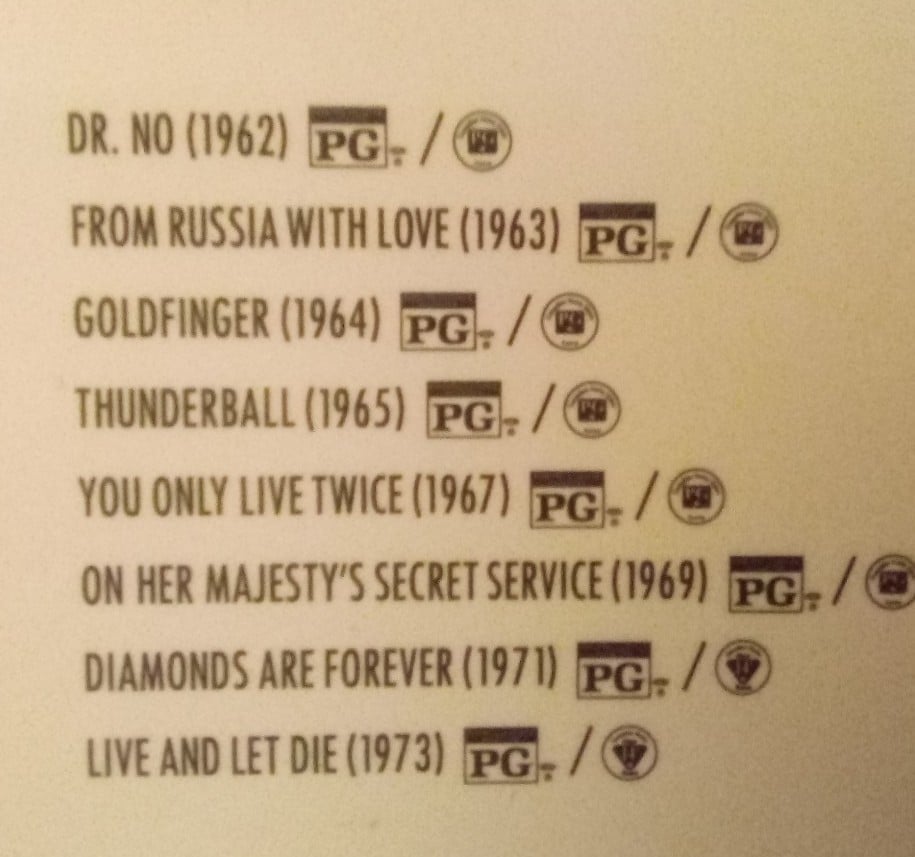 DR. NO (1962) PG /
FROM RUSSIA WITH LOVE (1963) PG /
GOLDFINGER (1964) PG /
THUNDERBALL (1965) PG /
YOU ONLY LIVE TWICE (1967) PG /
ON HER MAJESTY'S SECRET SERVICE (1969) PG /
DIAMONDS ARE FOREVER (1971) PG /
LIVE AND LET DIE (1973) PG /